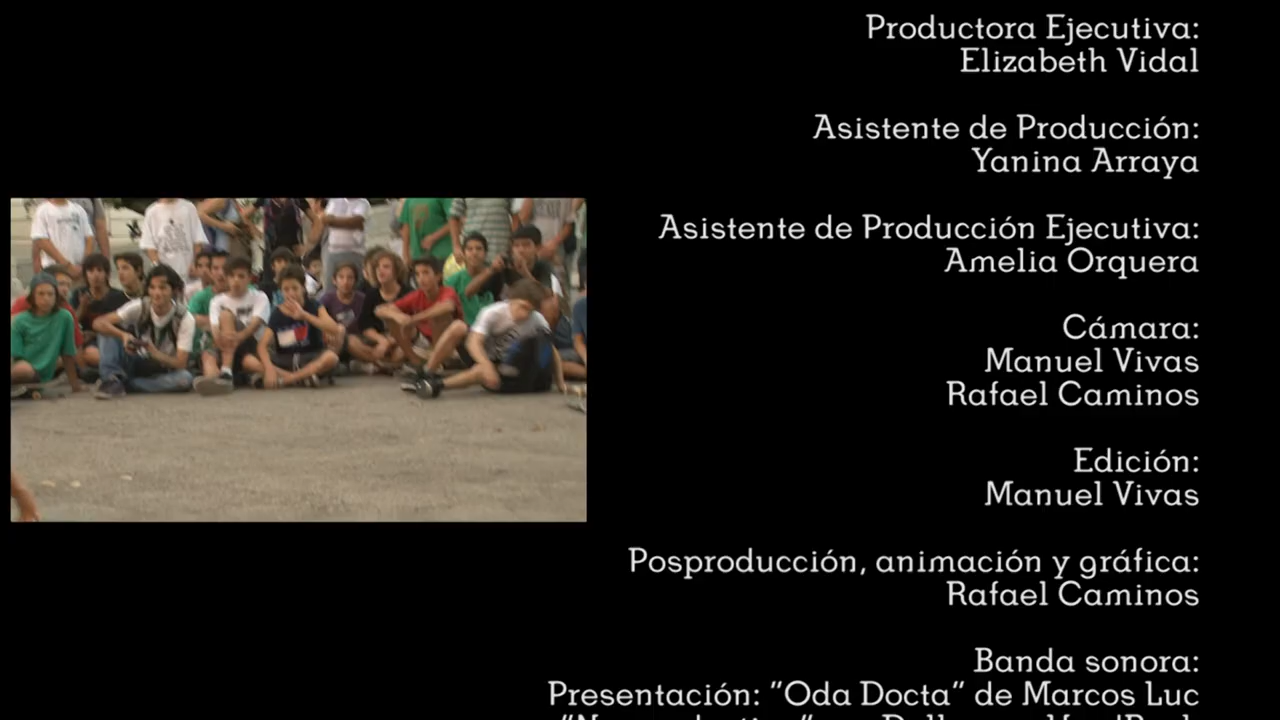 Productora Ejecutiva:
Elizabeth Vidal
Asistente de Producción:
Yanina Arraya
Asistente de Producción Ejecutiva:
Amelia Orquera
Cámara:
Manuel Vivas
Rafael Caminos
Edición:
Manuel Vivas
Posproducción, animación y gráfica:
Rafael Caminos
Banda sonora:
Presentación: “Oda Docta” de Marcos Luc